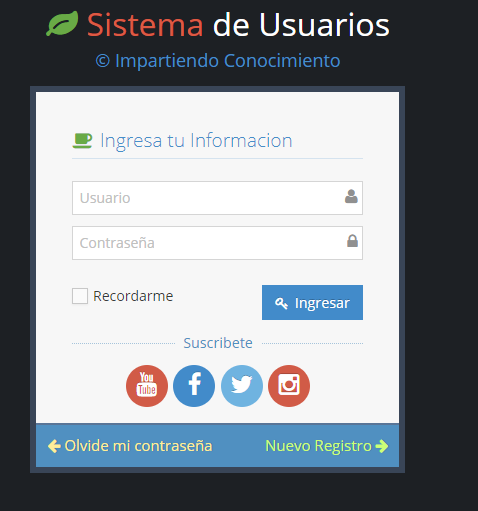 Sistema de Usuarios
© Impartiendo Conocimiento
Ingresa tu Informacion
Usuario
Contraseña
Recordarme
Ingresar
Suscribete
You Tube
Olvide mi contraseña
Nuevo Registro